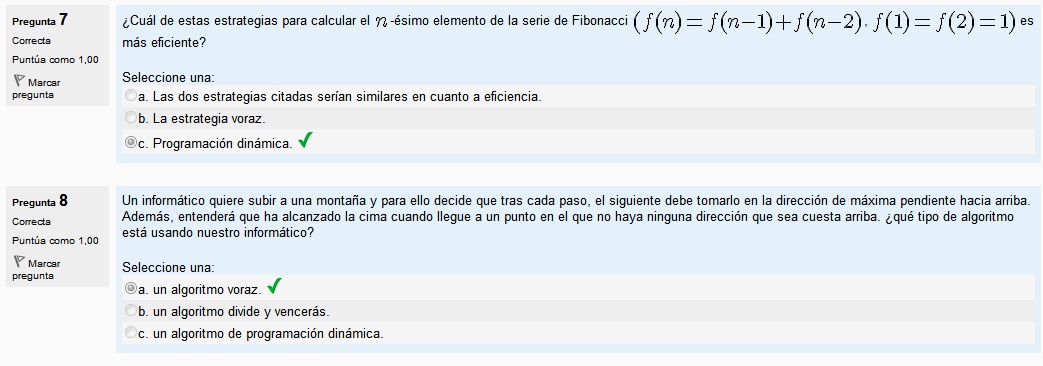 Pregunta 7
Correcta
Puntúa como 1,00
Marcar
pregunta
¿Cuál de estas estrategias para calcular el n-ésimo elemento de la serie de Fibonacci (f(n)=f(n−1)+f(n−2), f(1)=f(2)=1) es
más eficiente?
Seleccione una:
a. Las dos estrategias citadas serían similares en cuanto a eficiencia.
b. La estrategia voraz.
c. Programación dinámica.
Pregunta 8
Correcta
Puntúa como 1,00
Marcar
pregunta
Un informático quiere subir a una montaña y para ello decide que tras cada paso, el siguiente debe tomarlo en la dirección de máxima pendiente hacia arriba.
Además, entenderá que ha alcanzado la cima cuando llegue a un punto en el que no haya ninguna dirección que sea cuesta arriba. ¿qué tipo de algoritmo
está usando nuestro informático?
Seleccione una:
a. un algoritmo voraz.
b. un algoritmo divide y vencerás.
c. un algoritmo de programación dinámica.